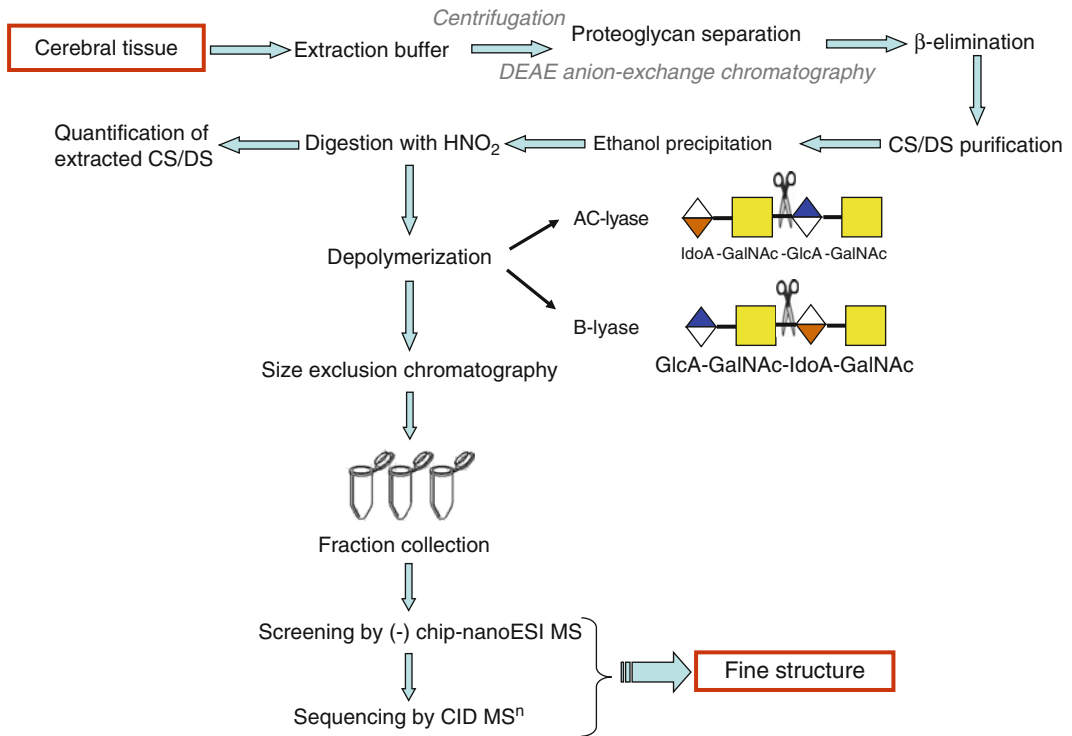 Cerebral tissue
Extraction buffer
Centrifugation
Proteoglycan separation
DEAE anion-exchange chromatography
β-elimination
Quantification of
extracted CS/DS
Digestion with HNO₂
Ethanol precipitation
CS/DS purification
AC-lyase
IdoA-GalNAc-GlcA-GalNAc
Depolymerization
B-lyase
GlcA-GalNAc-IdoA-GalNAc
Size exclusion chromatography
Fraction collection
Screening by (-) chip-nanoESI MS
Fine structure
Sequencing by CID MSⁿ